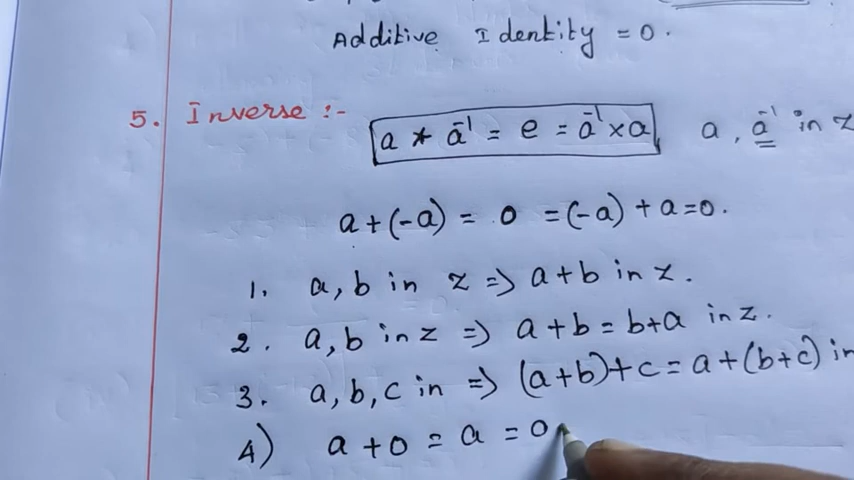 Additive Identity = 0.
5. Inverse :-
a * a⁻¹ = e = a⁻¹ × a, a, a⁻¹ in z
a + (-a) = 0 = (-a) + a = 0.
1. a, b in z => a + b in z.
2. a, b in z => a + b = b + a in z.
3. a, b, c in => (a + b) + c = a + (b + c) in
4) a + 0 = a = 0